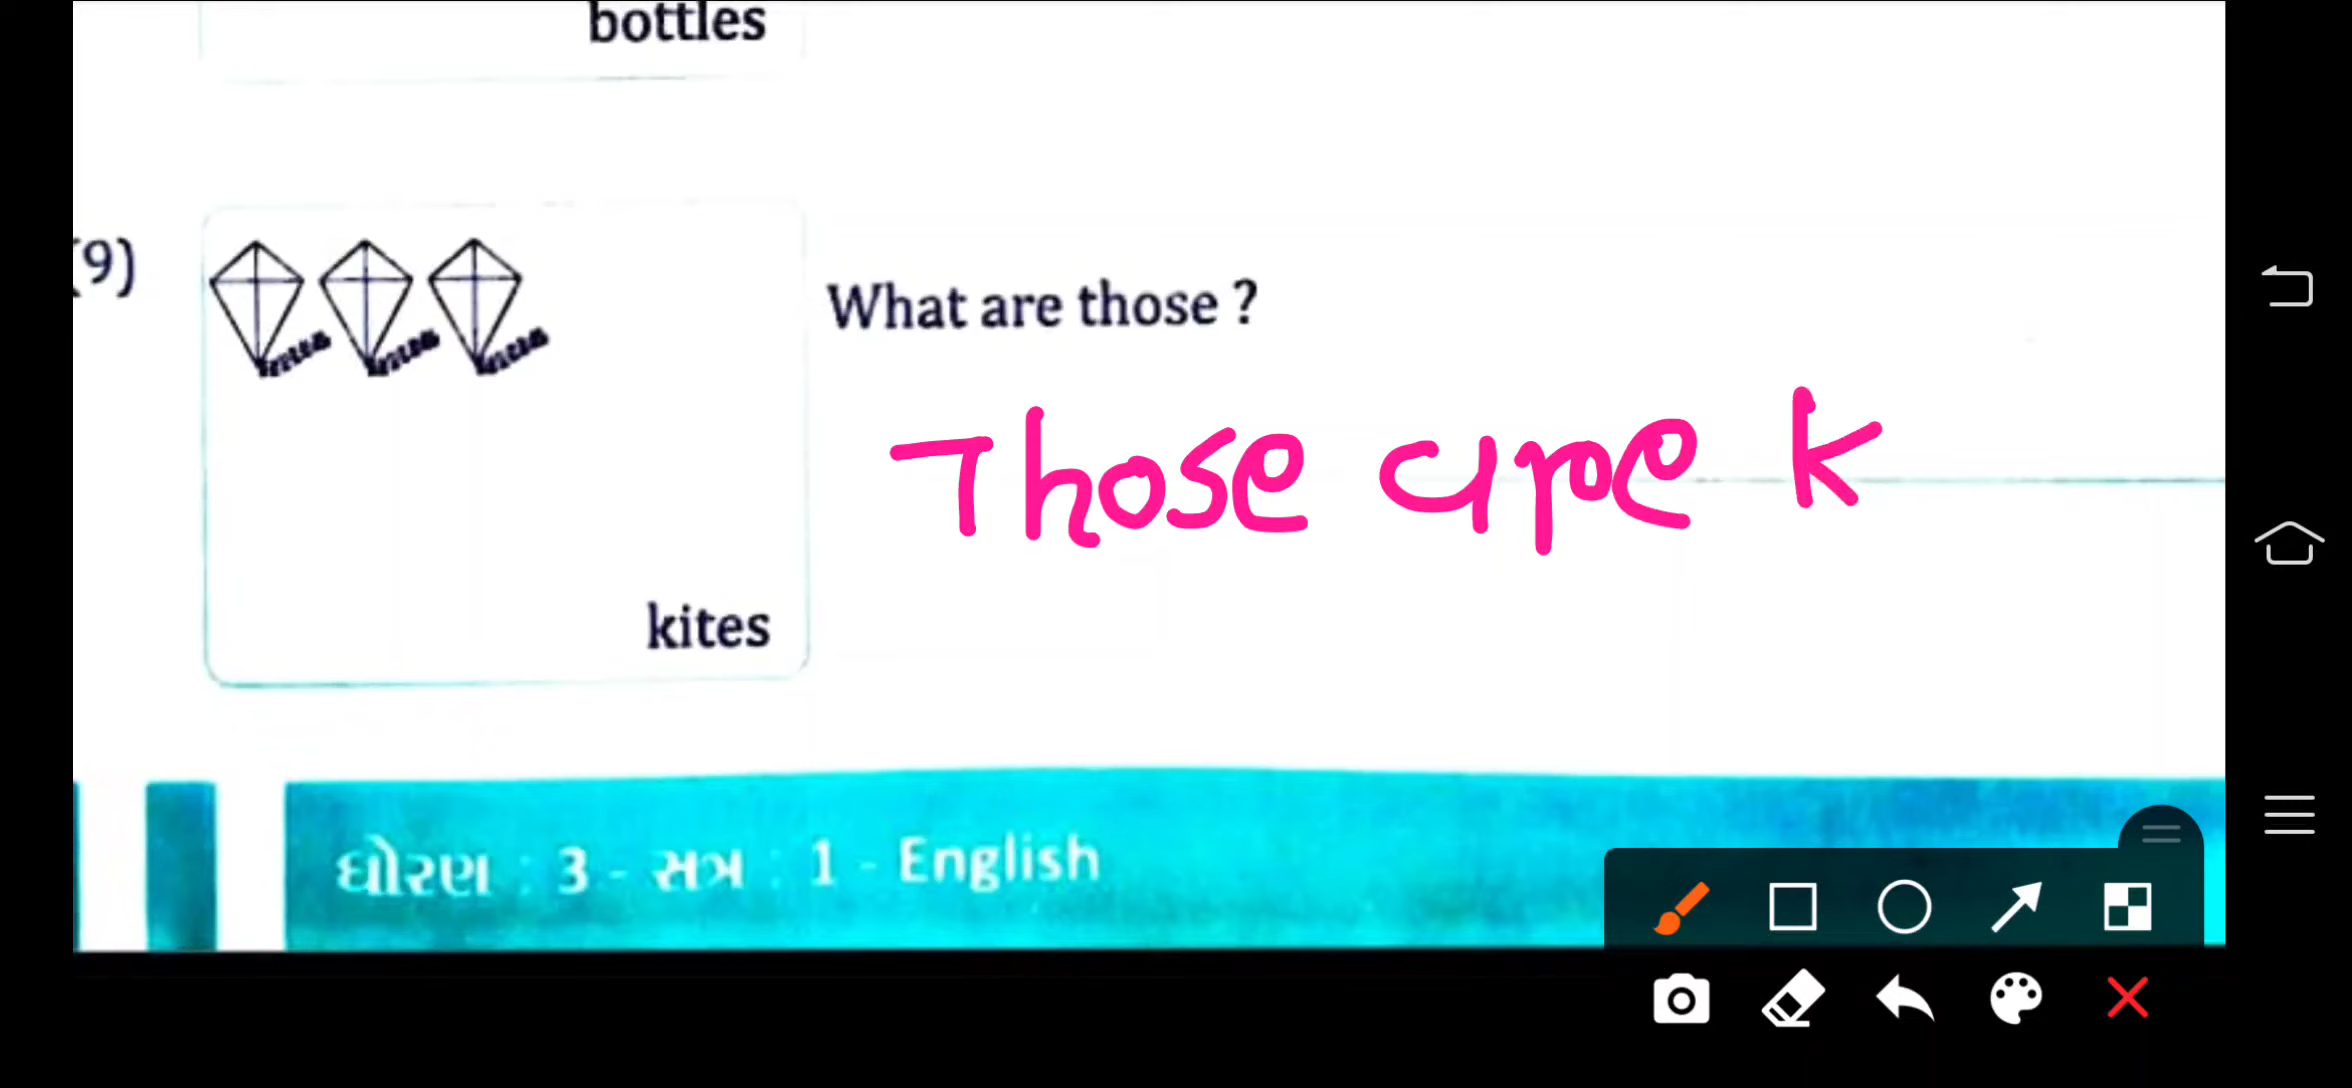 bottles
(9)
What are those ?
Those are k
kites
ધોરણ : 3 - સત્ર : 1 - English